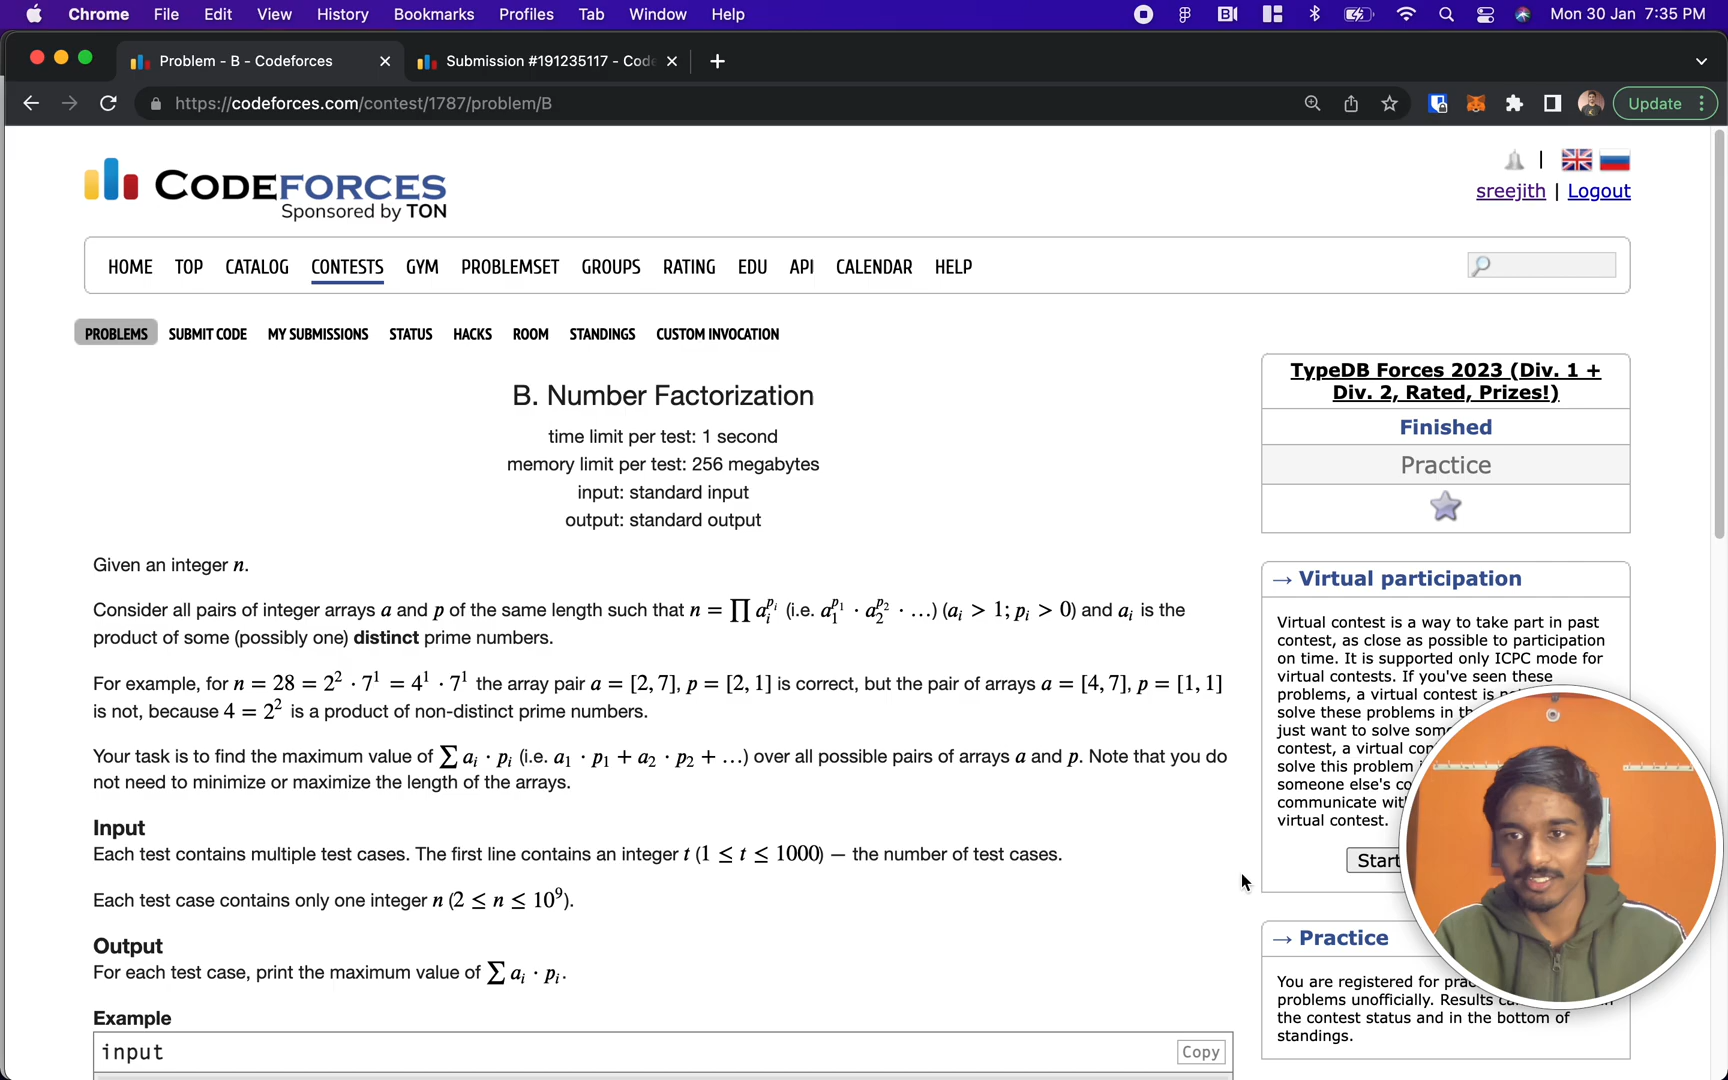 Chrome File Edit View History Bookmarks Profiles Tab Window Help Mon 30 Jan 7:35 PM
Problem - B - Codeforces Submission #191235117 - Code
https://codeforces.com/contest/1787/problem/B Update
CODEFORCES
Sponsored by TON
sreejith | Logout
HOME TOP CATALOG CONTESTS GYM PROBLEMSET GROUPS RATING EDU API CALENDAR HELP
PROBLEMS SUBMIT CODE MY SUBMISSIONS STATUS HACKS ROOM STANDINGS CUSTOM INVOCATION
B. Number Factorization
time limit per test: 1 second
memory limit per test: 256 megabytes
input: standard input
output: standard output
Given an integer n.
Consider all pairs of integer arrays a and p of the same length such that n = ∏ a_i^{p_i} (i.e. a_1^{p_1} · a_2^{p_2} · …) (a_i > 1; p_i > 0) and a_i is the
product of some (possibly one) distinct prime numbers.
For example, for n = 28 = 2² · 7¹ = 4¹ · 7¹ the array pair a = [2, 7], p = [2, 1] is correct, but the pair of arrays a = [4, 7], p = [1, 1]
is not, because 4 = 2² is a product of non-distinct prime numbers.
Your task is to find the maximum value of ∑ a_i · p_i (i.e. a_1 · p_1 + a_2 · p_2 + …) over all possible pairs of arrays a and p. Note that you do
not need to minimize or maximize the length of the arrays.
Input
Each test contains multiple test cases. The first line contains an integer t (1 ≤ t ≤ 1000) — the number of test cases.
Each test case contains only one integer n (2 ≤ n ≤ 10⁹).
Output
For each test case, print the maximum value of ∑ a_i · p_i.
Example
input
Copy
TypeDB Forces 2023 (Div. 1 +
Div. 2, Rated, Prizes!)
Finished
Practice
→ Virtual participation
Virtual contest is a way to take part in past
contest, as close as possible to participation
on time. It is supported only ICPC mode for
virtual contests. If you've seen these
problems, a virtual contest is
solve these problems in
just want to solve
contest, a virtual
solve this problem
someone else's
communicate
virtual contest.
Start
→ Practice
You are registered for
problems unofficially. Results
the contest status and in the bottom of
standings.